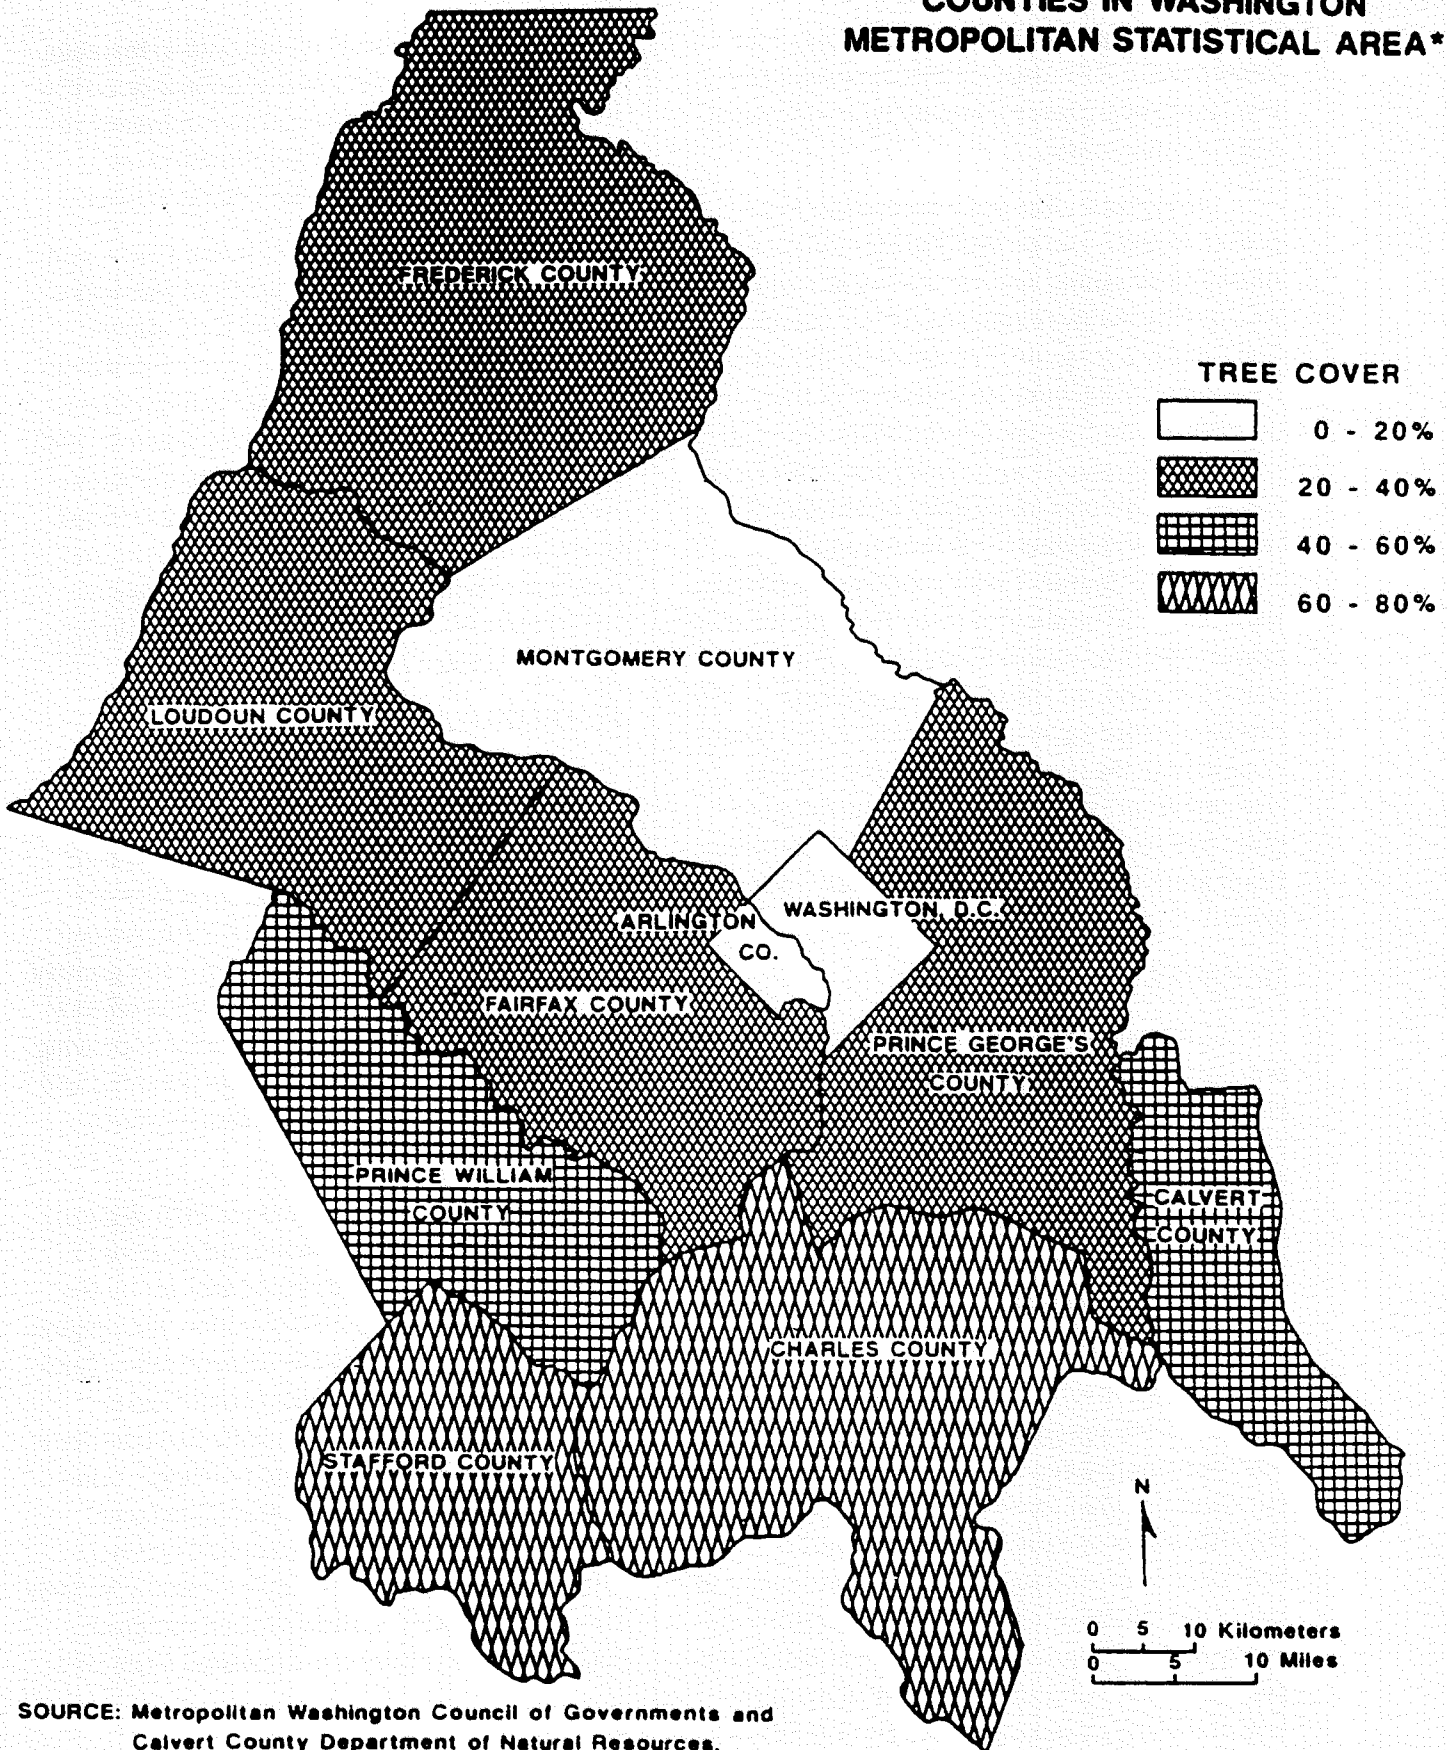 COUNTIES IN WASHINGTON
METROPOLITAN STATISTICAL AREA*
FREDERICK COUNTY
TREE COVER
0 - 20%
20 - 40%
40 - 60%
60 - 80%
MONTGOMERY COUNTY
LOUDOUN COUNTY
ARLINGTON
CO.
WASHINGTON, D.C.
FAIRFAX COUNTY
PRINCE GEORGE'S
COUNTY
PRINCE WILLIAM
COUNTY
CALVERT
COUNTY
CHARLES COUNTY
STAFFORD COUNTY
N
0 5 10 Kilometers
0 5 10 Miles
SOURCE: Metropolitan Washington Council of Governments and
Calvert County Department of Natural Resources.